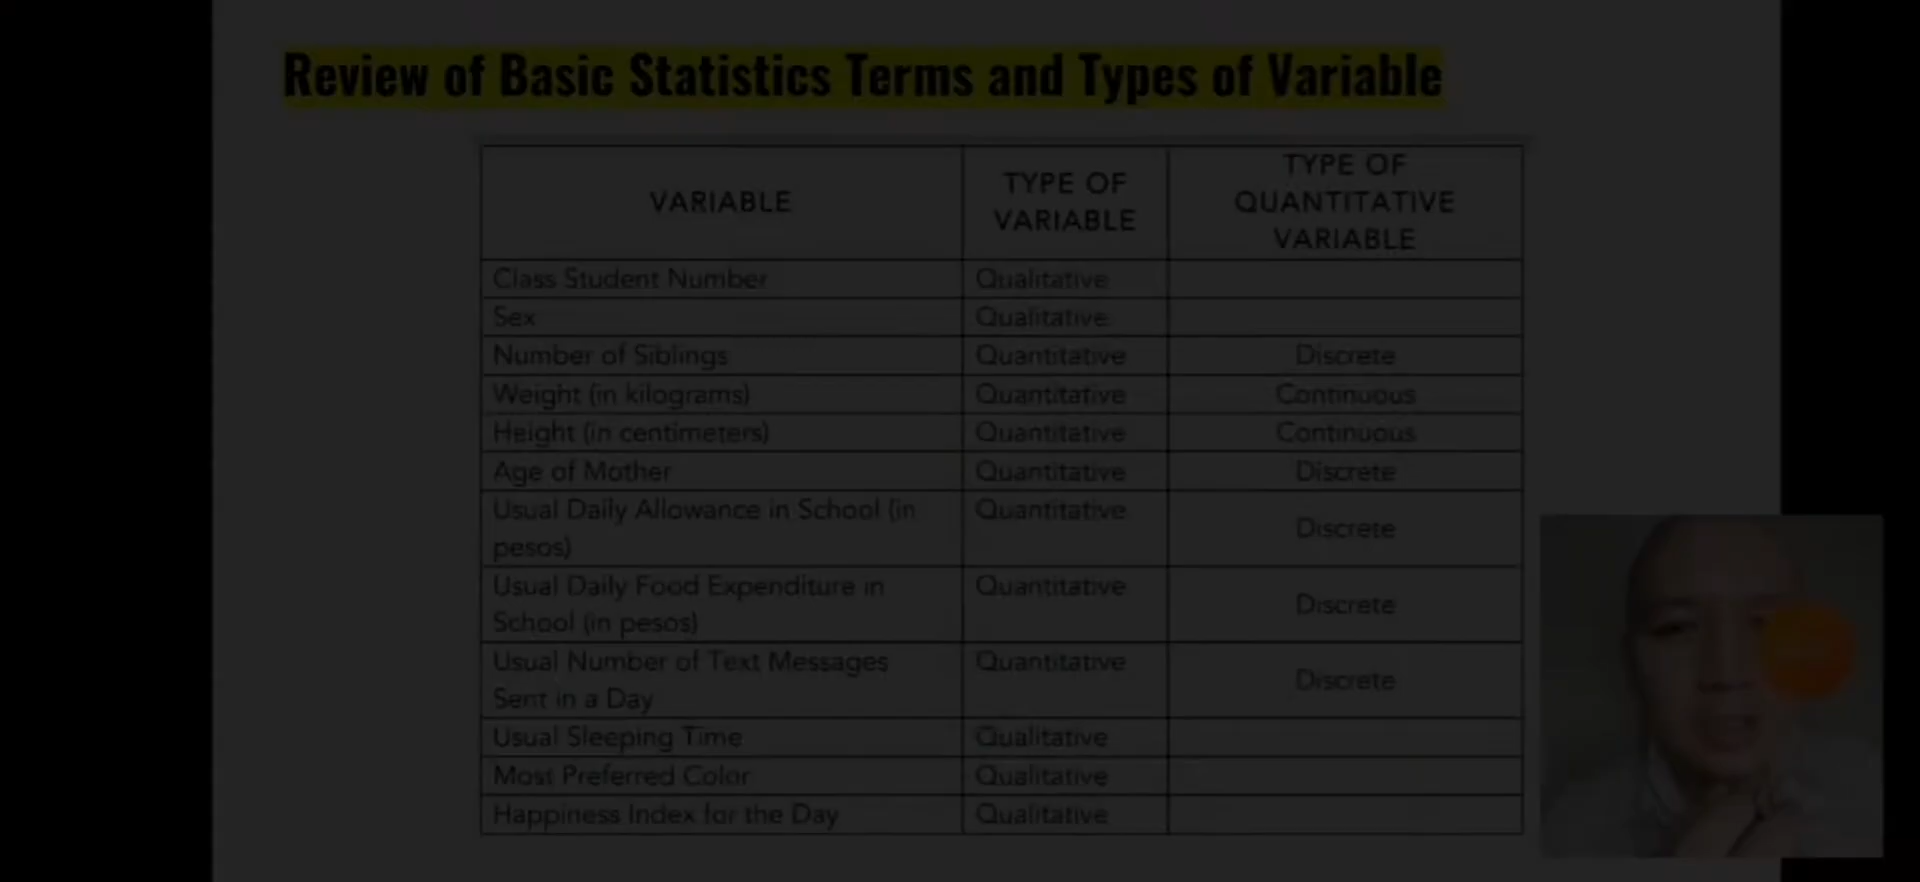 Review of Basic Statistics Terms and Types of Variable
VARIABLE
TYPE OF
VARIABLE
TYPE OF
QUANTITATIVE
VARIABLE
Class Student Number Qualitative
Sex Qualitative
Number of Siblings Quantitative Discrete
Weight (in kilograms) Quantitative Continuous
Height (in centimeters) Quantitative Continuous
Age of Mother Quantitative Discrete
Usual Daily Allowance in School (in
pesos)
Quantitative
Discrete
Usual Daily Food Expenditure in
School (in pesos)
Quantitative
Discrete
Usual Number of Text Messages
Sent in a Day
Quantitative
Discrete
Usual Sleeping Time Qualitative
Most Preferred Color Qualitative
Happiness Index for the Day Qualitative